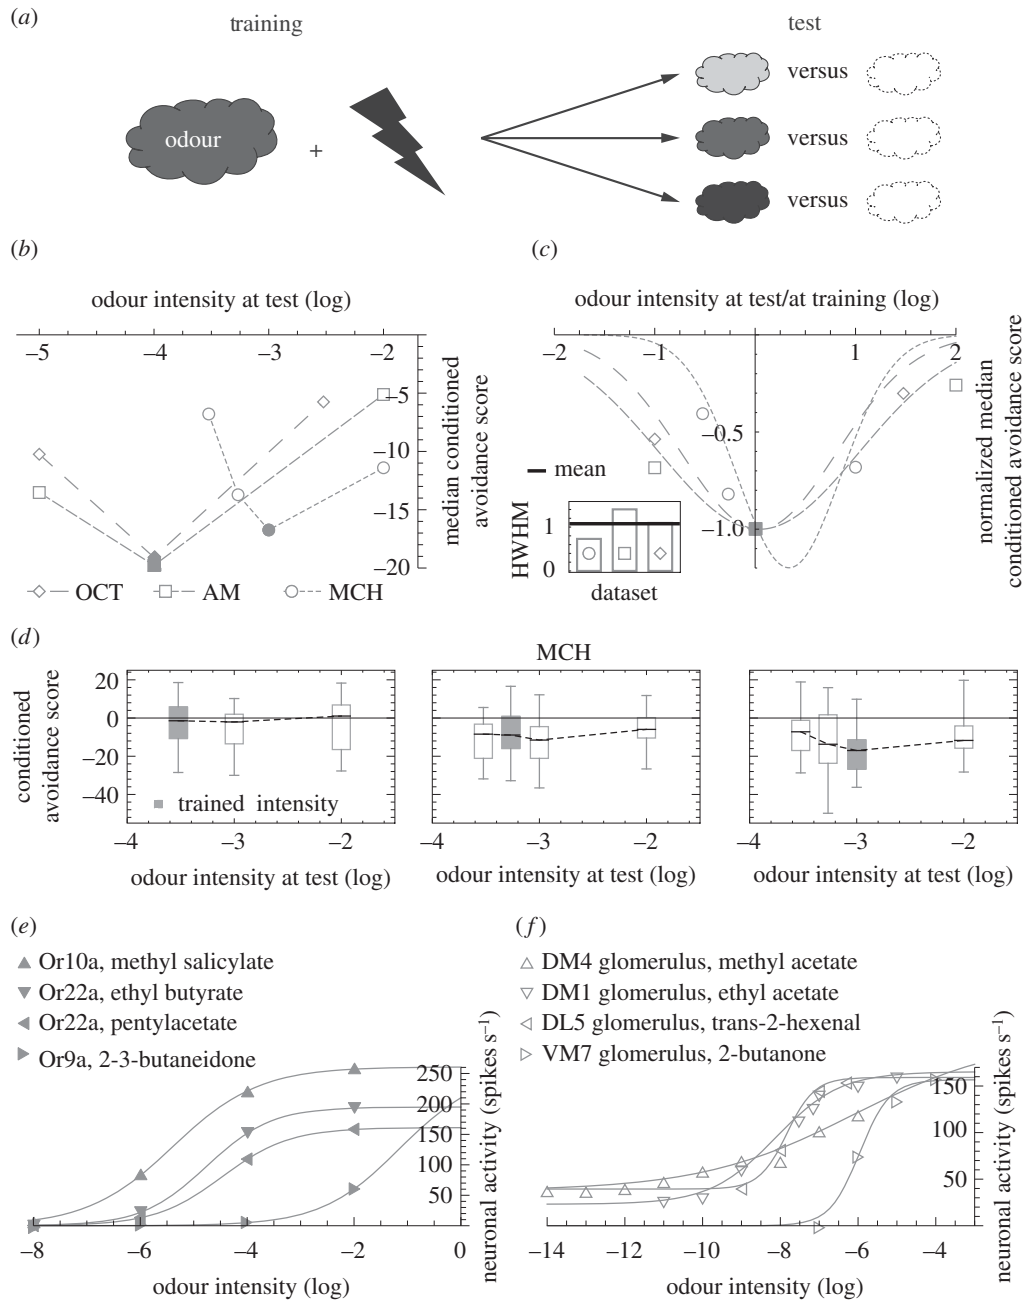 (a)
training
test
odour
+
versus
versus
versus
(b)
odour intensity at test (log)
–5 –4 –3 –2
–5
–10
–15
–20
median conditioned
avoidance score
OCT AM MCH
(c)
odour intensity at test/at training (log)
–2 –1 1 2
–0.5
–1.0
normalized median
conditioned avoidance score
mean
HWHM
1
0
dataset
(d)
MCH
conditioned
avoidance score
20
0
–20
–40
trained intensity
–4 –3 –2
–4 –3 –2
–4 –3 –2
odour intensity at test (log)
odour intensity at test (log)
odour intensity at test (log)
(e)
Or10a, methyl salicylate
Or22a, ethyl butyrate
Or22a, pentylacetate
Or9a, 2-3-butaneidone
250
200
150
100
50
neuronal activity (spikes s⁻¹)
–8 –6 –4 –2 0
odour intensity (log)
(f)
DM4 glomerulus, methyl acetate
DM1 glomerulus, ethyl acetate
DL5 glomerulus, trans-2-hexenal
VM7 glomerulus, 2-butanone
150
100
50
neuronal activity (spikes s⁻¹)
–14 –12 –10 –8 –6 –4
odour intensity (log)